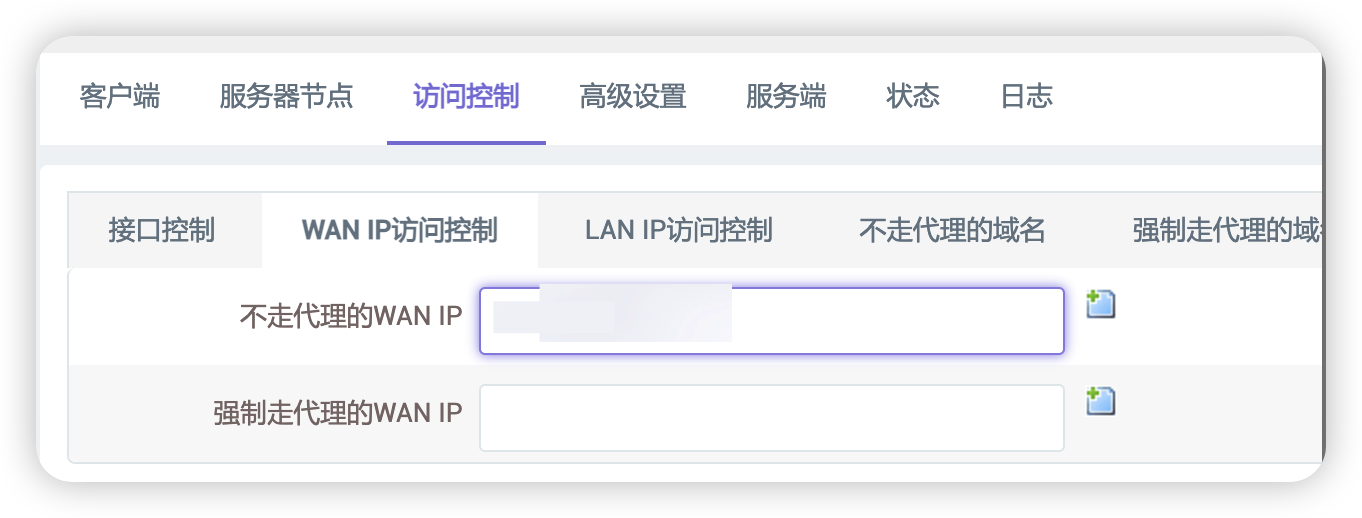 客户端 服务器节点 访问控制 高级设置 服务端 状态 日志
接口控制 WAN IP访问控制 LAN IP访问控制 不走代理的域名 强制走代理的域
不走代理的WAN IP
强制走代理的WAN IP